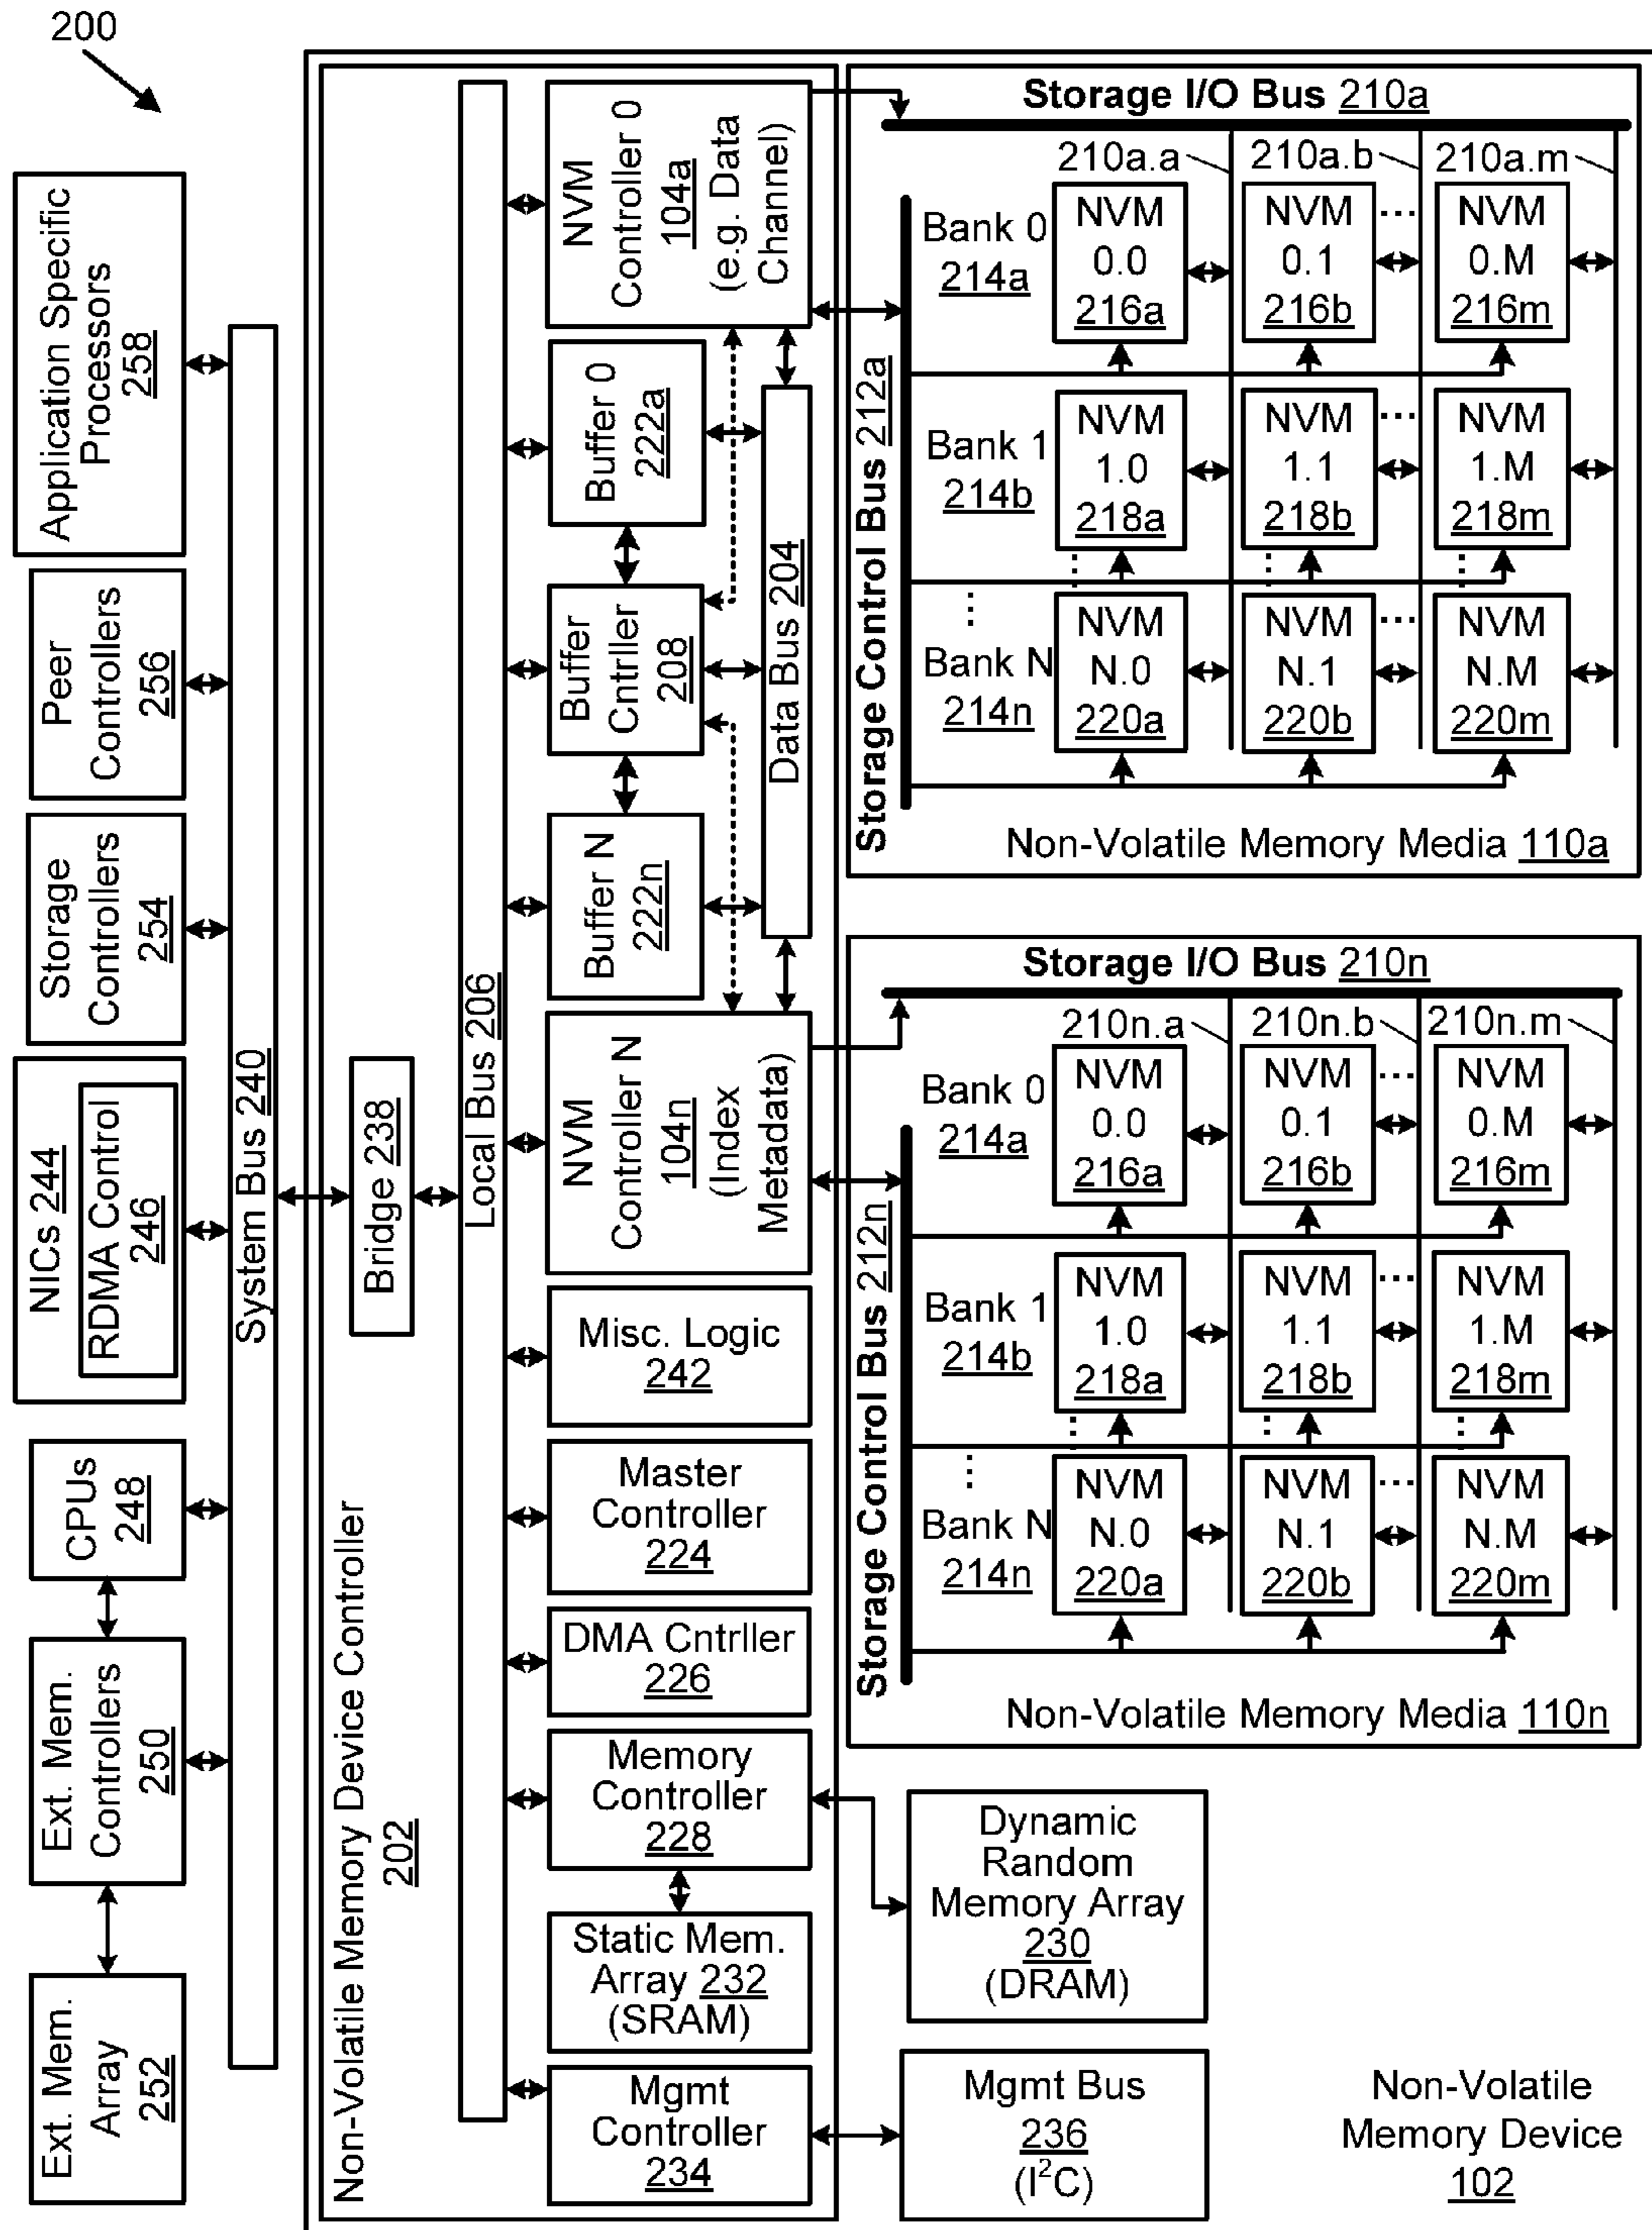 200
Application Specific
Processors
258
Peer
Controllers
256
Storage
Controllers
254
NICs 244
RDMA Control
246
CPUs
248
Ext. Mem.
Controllers
250
Ext. Mem.
Array
252
System Bus 240
Bridge 238
Non-Volatile Memory Device Controller
202
Local Bus 206
NVM
Controller 0
104a
(e.g. Data
Channel)
Buffer 0
222a
Buffer
Cntrller
208
Buffer N
222n
Data Bus 204
NVM
Controller N
104n
(Index
Metadata)
Misc. Logic
242
Master
Controller
224
DMA Cntrller
226
Memory
Controller
228
Static Mem.
Array 232
(SRAM)
Mgmt
Controller
234
Storage I/O Bus 210a
210a.a
210a.b
210a.m
Storage Control Bus 212a
Bank 0
214a
NVM
0.0
216a
NVM
0.1
216b
...
NVM
0.M
216m
Bank 1
214b
NVM
1.0
218a
NVM
1.1
218b
...
NVM
1.M
218m
Bank N
214n
NVM
N.0
220a
NVM
N.1
220b
...
NVM
N.M
220m
Non-Volatile Memory Media 110a
Storage I/O Bus 210n
210n.a
210n.b
210n.m
Storage Control Bus 212n
Bank 0
214a
NVM
0.0
216a
NVM
0.1
216b
...
NVM
0.M
216m
Bank 1
214b
NVM
1.0
218a
NVM
1.1
218b
...
NVM
1.M
218m
Bank N
214n
NVM
N.0
220a
NVM
N.1
220b
...
NVM
N.M
220m
Non-Volatile Memory Media 110n
Dynamic
Random
Memory Array
230
(DRAM)
Mgmt Bus
236
(I²C)
Non-Volatile
Memory Device
102